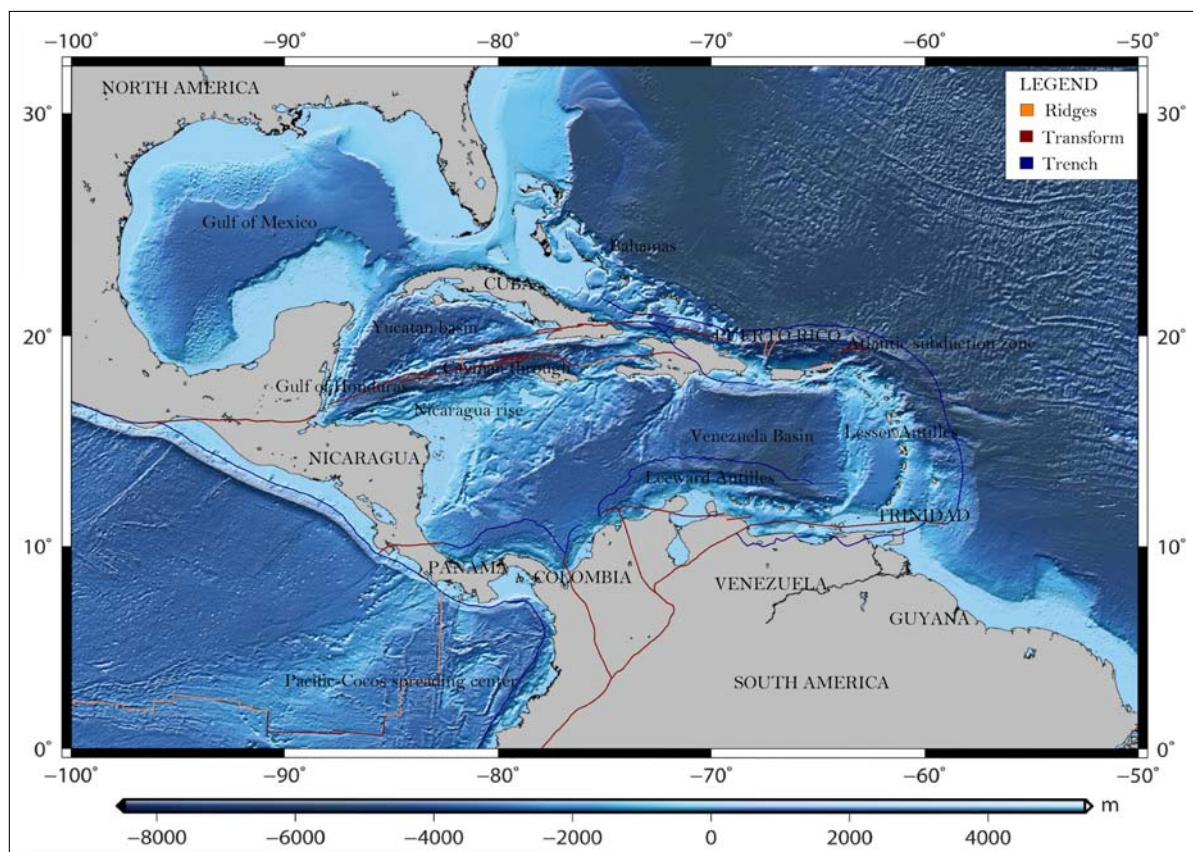 −100° −90° −80° −70° −60° −50°
NORTH AMERICA
LEGEND
Ridges
Transform
Trench
30° 30°
Gulf of Mexico
Bahamas
CUBA
20° 20°
Yucatan basin
PUERTO RICO
Atlantic subduction zone
Cayman through
Gulf of Honduras
Nicaragua rise
NICARAGUA
Venezuela Basin
Lesser Antilles
Leeward Antilles
TRINIDAD
10° 10°
PANAMA
COLOMBIA
VENEZUELA
GUYANA
Pacific-Cocos spreading center
SOUTH AMERICA
0° 0°
−100° −90° −80° −70° −60° −50°
m
−8000 −6000 −4000 −2000 0 2000 4000